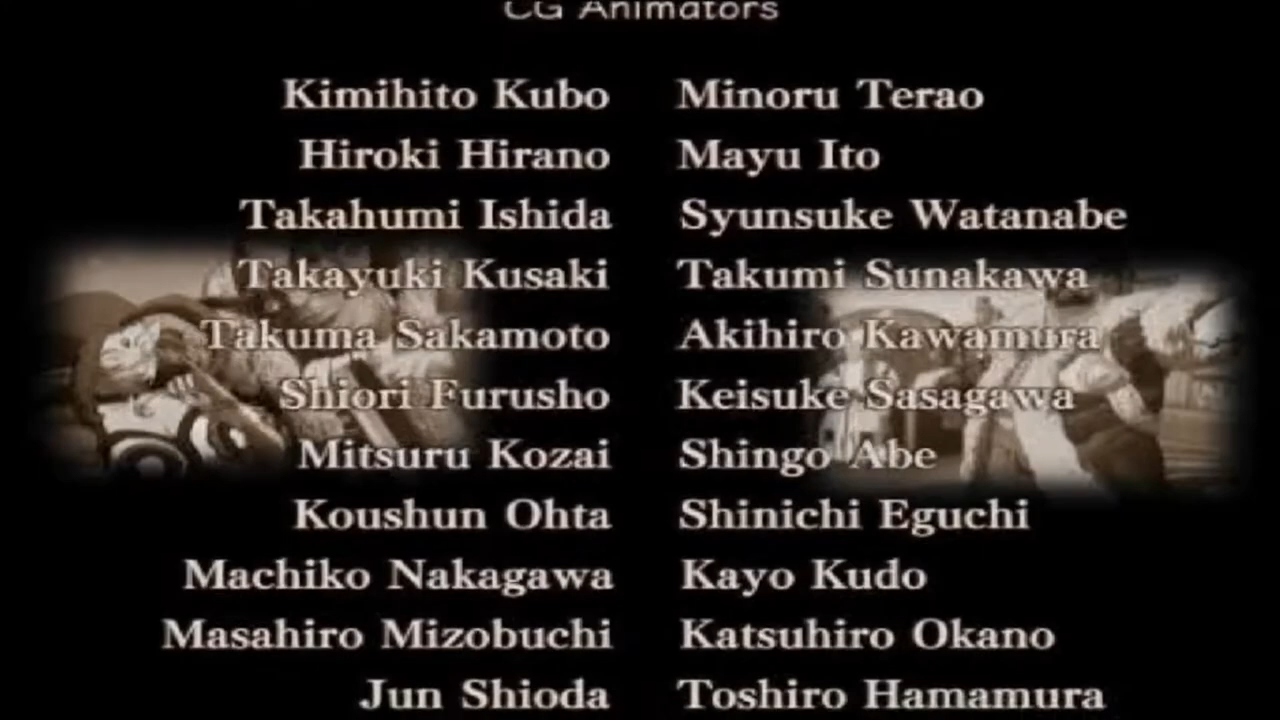 CG Animators
Kimihito Kubo Minoru Terao
Hiroki Hirano Mayu Ito
Takahumi Ishida Syunsuke Watanabe
Takayuki Kusaki Takumi Sunakawa
Takuma Sakamoto Akihiro Kawamura
Shiori Furusho Keisuke Sasagawa
Mitsuru Kozai Shingo Abe
Koushun Ohta Shinichi Eguchi
Machiko Nakagawa Kayo Kudo
Masahiro Mizobuchi Katsuhiro Okano
Jun Shioda Toshiro Hamamura